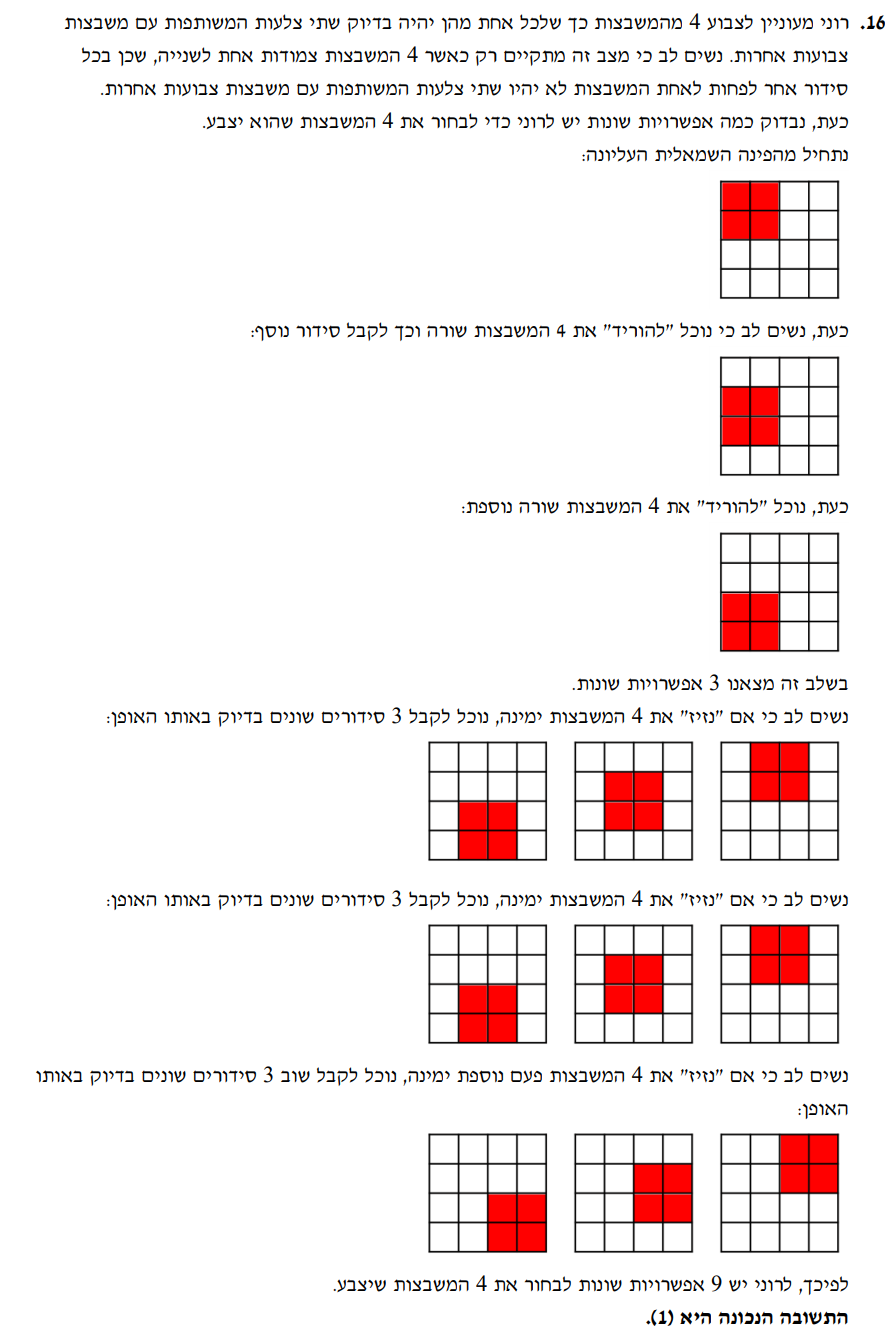 16. רוני מעוניין לצבוע 4 מהמשבצות כך שלכל אחת מהן יהיה בדיוק שתי צלעות המשותפות עם משבצות
צבועות אחרות. נשים לב כי מצב זה מתקיים רק כאשר 4 המשבצות צמודות אחת לשנייה, שכן בכל
סידור אחר לפחות לאחת המשבצות לא יהיו שתי צלעות המשותפות עם משבצות צבועות אחרות.
כעת, נבדוק כמה אפשרויות שונות יש לרוני כדי לבחור את 4 המשבצות שהוא יצבע.
נתחיל מהפינה השמאלית העליונה:
כעת, נשים לב כי נוכל "להוריד" את 4 המשבצות שורה וכך לקבל סידור נוסף:
כעת, נוכל "להוריד" את 4 המשבצות שורה נוספת:
בשלב זה מצאנו 3 אפשרויות שונות.
נשים לב כי אם "נזיז" את 4 המשבצות ימינה, נוכל לקבל 3 סידורים שונים בדיוק באותו האופן:
נשים לב כי אם "נזיז" את 4 המשבצות ימינה, נוכל לקבל 3 סידורים שונים בדיוק באותו האופן:
נשים לב כי אם "נזיז" את 4 המשבצות פעם נוספת ימינה, נוכל לקבל שוב 3 סידורים שונים בדיוק באותו
האופן:
לפיכך, לרוני יש 9 אפשרויות שונות לבחור את 4 המשבצות שיצבע.
התשובה הנכונה היא (1).